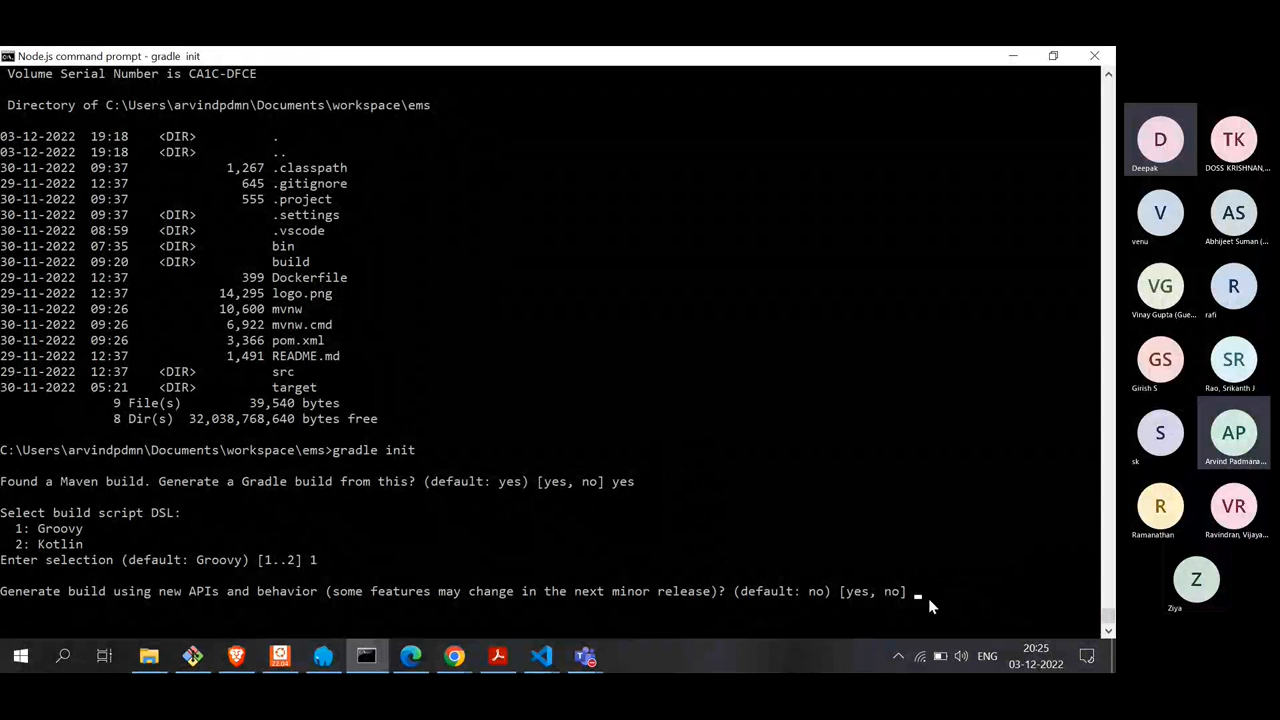 Node.js command prompt - gradle init
Volume Serial Number is CA1C-DFCE
Directory of C:\Users\arvindpdmn\Documents\workspace\ems
03-12-2022 19:18 <DIR> .
03-12-2022 19:18 <DIR> ..
30-11-2022 09:37 1,267 .classpath
29-11-2022 12:37 645 .gitignore
30-11-2022 09:37 555 .project
30-11-2022 09:37 <DIR> .settings
30-11-2022 08:59 <DIR> .vscode
30-11-2022 07:35 <DIR> bin
30-11-2022 09:20 <DIR> build
29-11-2022 12:37 399 Dockerfile
29-11-2022 12:37 14,295 logo.png
30-11-2022 09:26 10,600 mvnw
30-11-2022 09:26 6,922 mvnw.cmd
30-11-2022 09:26 3,366 pom.xml
29-11-2022 12:37 1,491 README.md
29-11-2022 12:37 <DIR> src
30-11-2022 05:21 <DIR> target
9 File(s) 39,540 bytes
8 Dir(s) 32,038,768,640 bytes free
C:\Users\arvindpdmn\Documents\workspace\ems>gradle init
Found a Maven build. Generate a Gradle build from this? (default: yes) [yes, no] yes
Select build script DSL:
1: Groovy
2: Kotlin
Enter selection (default: Groovy) [1..2] 1
Generate build using new APIs and behavior (some features may change in the next minor release)? (default: no) [yes, no]
22.04
ENG
20:25
03-12-2022
D
Deepak
TK
DOSS KRISHNAN,...
V
venu
AS
Abhijeet Suman (...
VG
Vinay Gupta (Gue...
R
rafi
GS
Girish S
SR
Rao, Srikanth J
S
sk
AP
Arvind Padmana...
R
Ramanathan
VR
Ravindran, Vijaya...
Z
Ziya